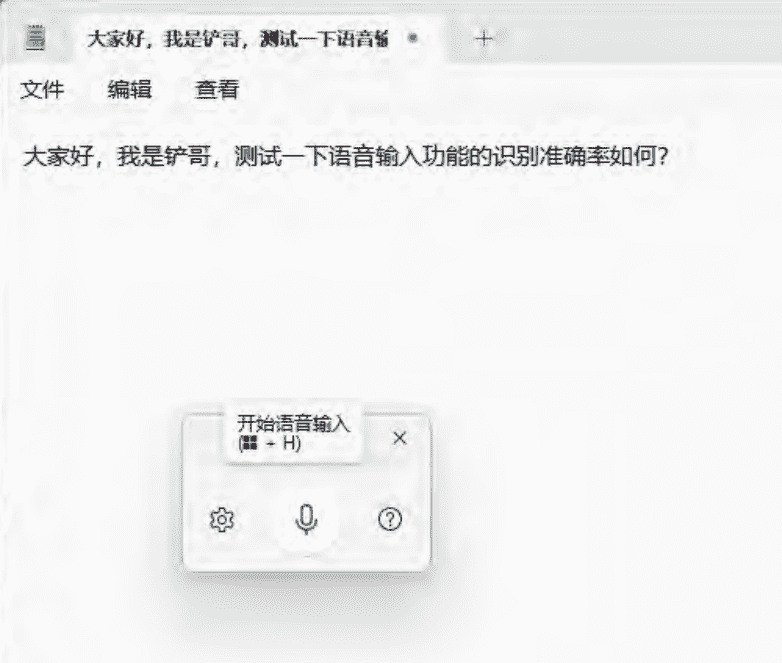 大家好，我是铲哥，测试一下语音输
文件 编辑 查看
大家好，我是铲哥，测试一下语音输入功能的识别准确率如何？
开始语音输入
( + H)